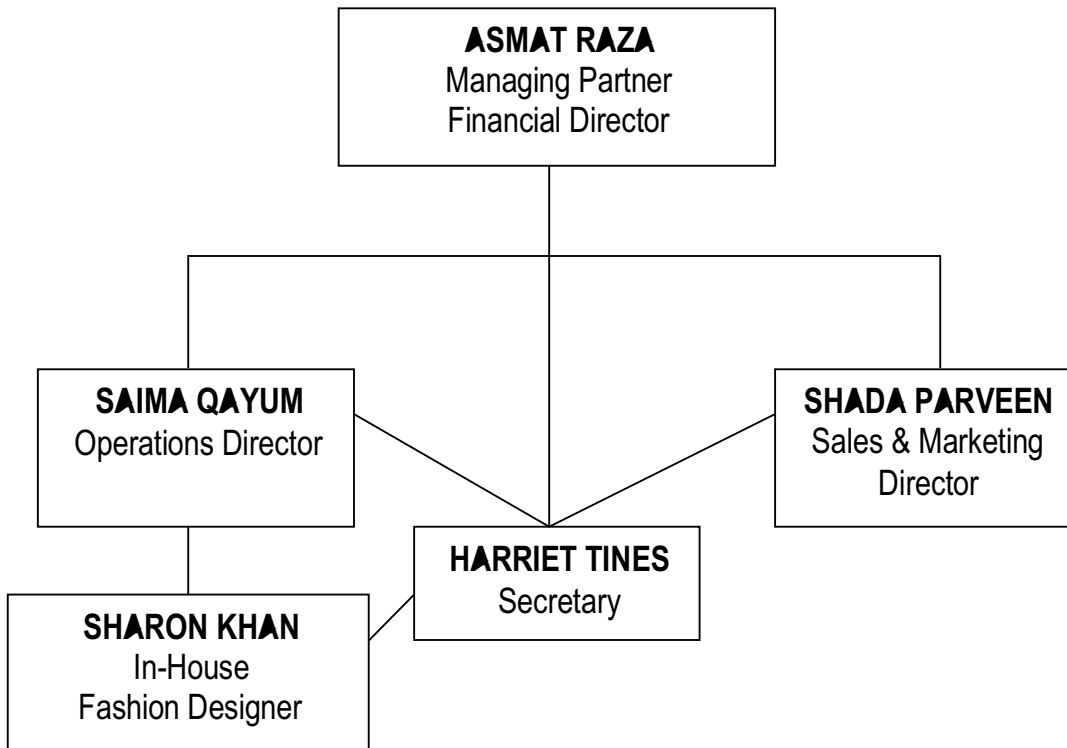 ASMAT RAZA
Managing Partner
Financial Director
SAIMA QAYUM
Operations Director
SHADA PARVEEN
Sales & Marketing
Director
HARRIET TINES
Secretary
SHARON KHAN
In-House
Fashion Designer